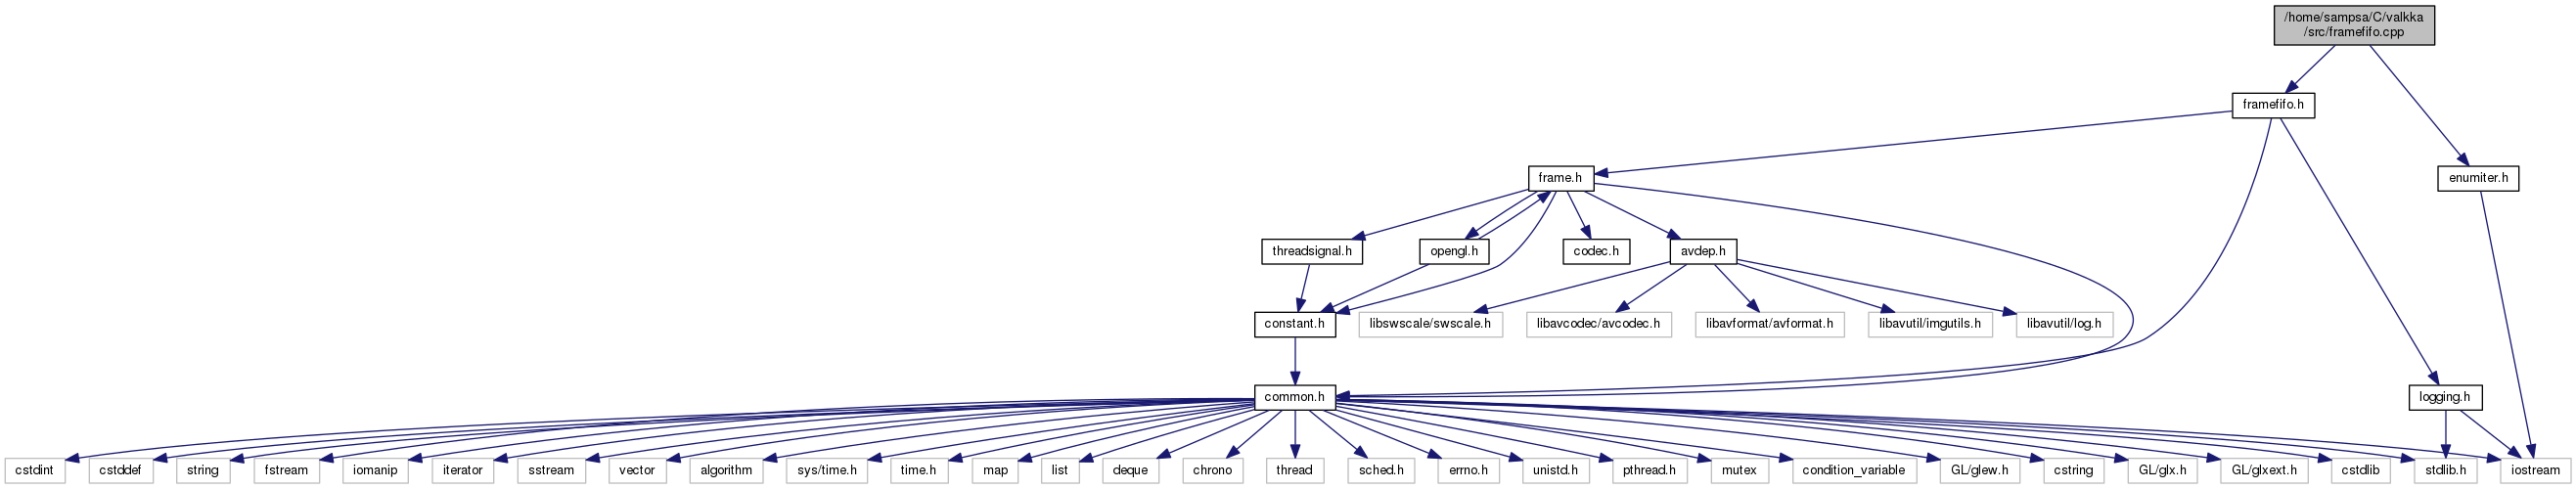 /home/sampsa/C/valkka
/src/framefifo.cpp
framefifo.h
frame.h
enumiter.h
threadsignal.h
opengl.h
codec.h
avdep.h
constant.h
libswscale/swscale.h
libavcodec/avcodec.h
libavformat/avformat.h
libavutil/imgutils.h
libavutil/log.h
common.h
logging.h
cstdint
cstddef
string
fstream
iomanip
iterator
sstream
vector
algorithm
sys/time.h
time.h
map
list
deque
chrono
thread
sched.h
errno.h
unistd.h
pthread.h
mutex
condition_variable
GL/glew.h
cstring
GL/glx.h
GL/glxext.h
cstdlib
stdlib.h
iostream